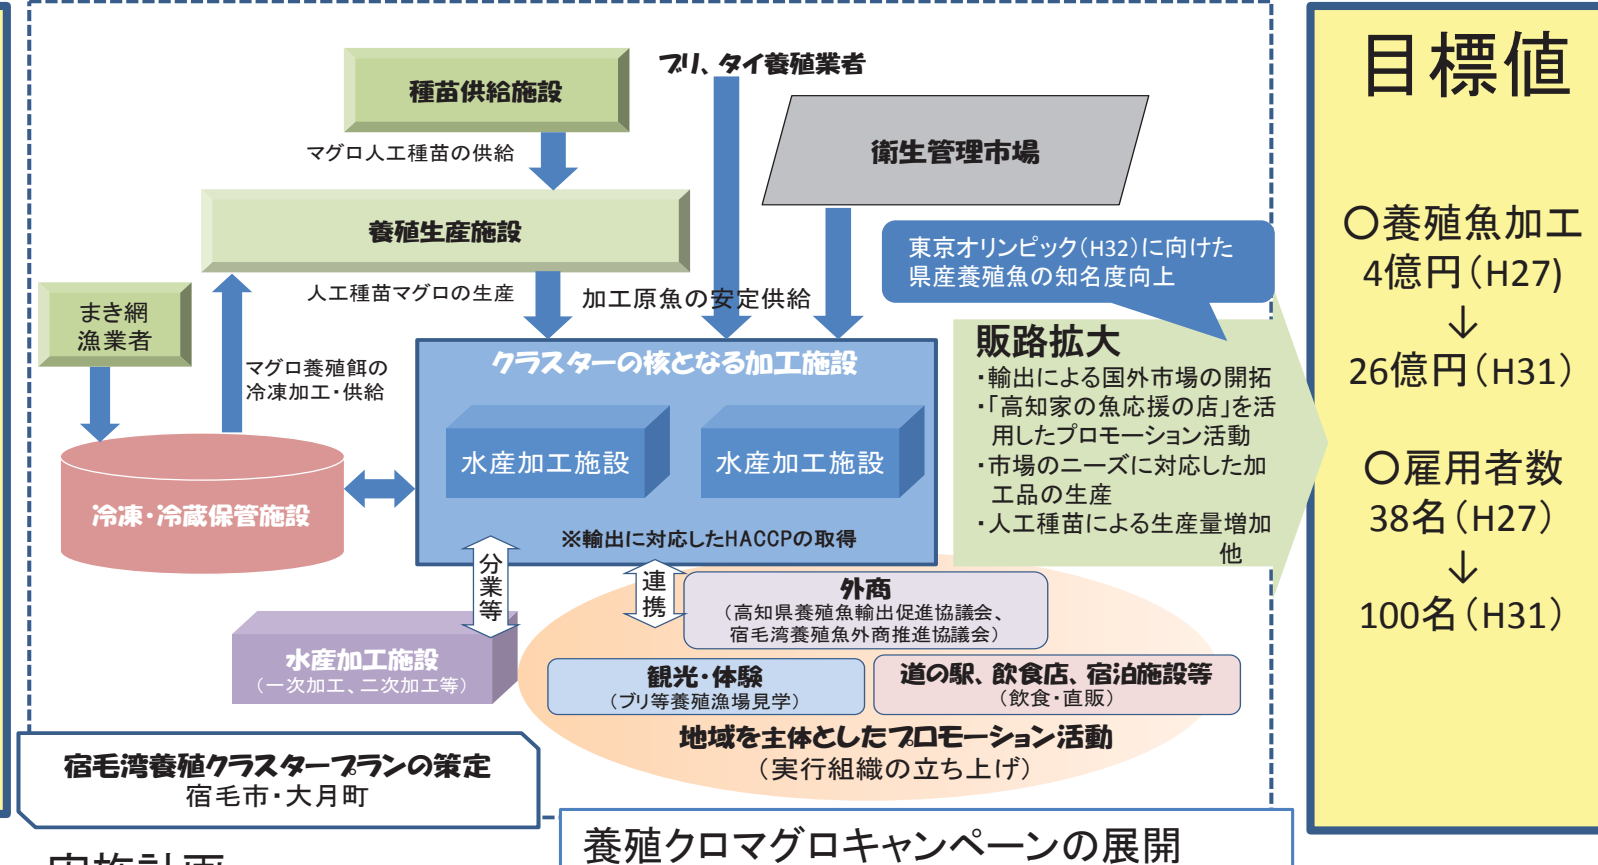 種苗供給施設
ブリ、タイ養殖業者
衛生管理市場
マグロ人工種苗の供給
養殖生産施設
東京オリンピック(H32)に向けた
県産養殖魚の知名度向上
人工種苗マグロの生産
加工原魚の安定供給
まき網
漁業者
マグロ養殖餌の
冷凍加工・供給
クラスターの核となる加工施設
水産加工施設
水産加工施設
※輸出に対応したHACCPの取得
冷凍・冷蔵保管施設
販路拡大
・輸出による国外市場の開拓
・「高知家の魚応援の店」を活
用したプロモーション活動
・市場のニーズに対応した加
工品の生産
・人工種苗による生産量増加
他
分業等
連携
水産加工施設
(一次加工、二次加工等)
外商
(高知県養殖魚輸出促進協議会、
宿毛湾養殖魚外商推進協議会)
観光・体験
(ブリ等養殖漁場見学)
道の駅、飲食店、宿泊施設等
(飲食・直販)
地域を主体としたプロモーション活動
(実行組織の立ち上げ)
宿毛湾養殖クラスタープランの策定
宿毛市・大月町
養殖クロマグロキャンペーンの展開
目標値
〇養殖魚加工
4億円(H27)
↓
26億円(H31)
〇雇用者数
38名(H27)
↓
100名(H31)